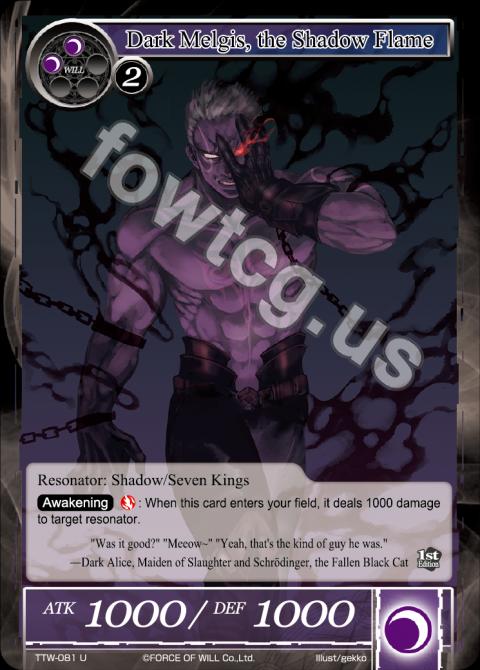 Dark Melgis, the Shadow Flame
WILL
2
fowtcg.us
Resonator: Shadow/Seven Kings
Awakening : When this card enters your field, it deals 1000 damage
to target resonator.
"Was it good?" "Meeow~" "Yeah, that's the kind of guy he was."
—Dark Alice, Maiden of Slaughter and Schrödinger, the Fallen Black Cat
1st
Edition
ATK 1000 / DEF 1000
TTW-081 U ©FORCE OF WILL Co.,Ltd. Illust/gekko